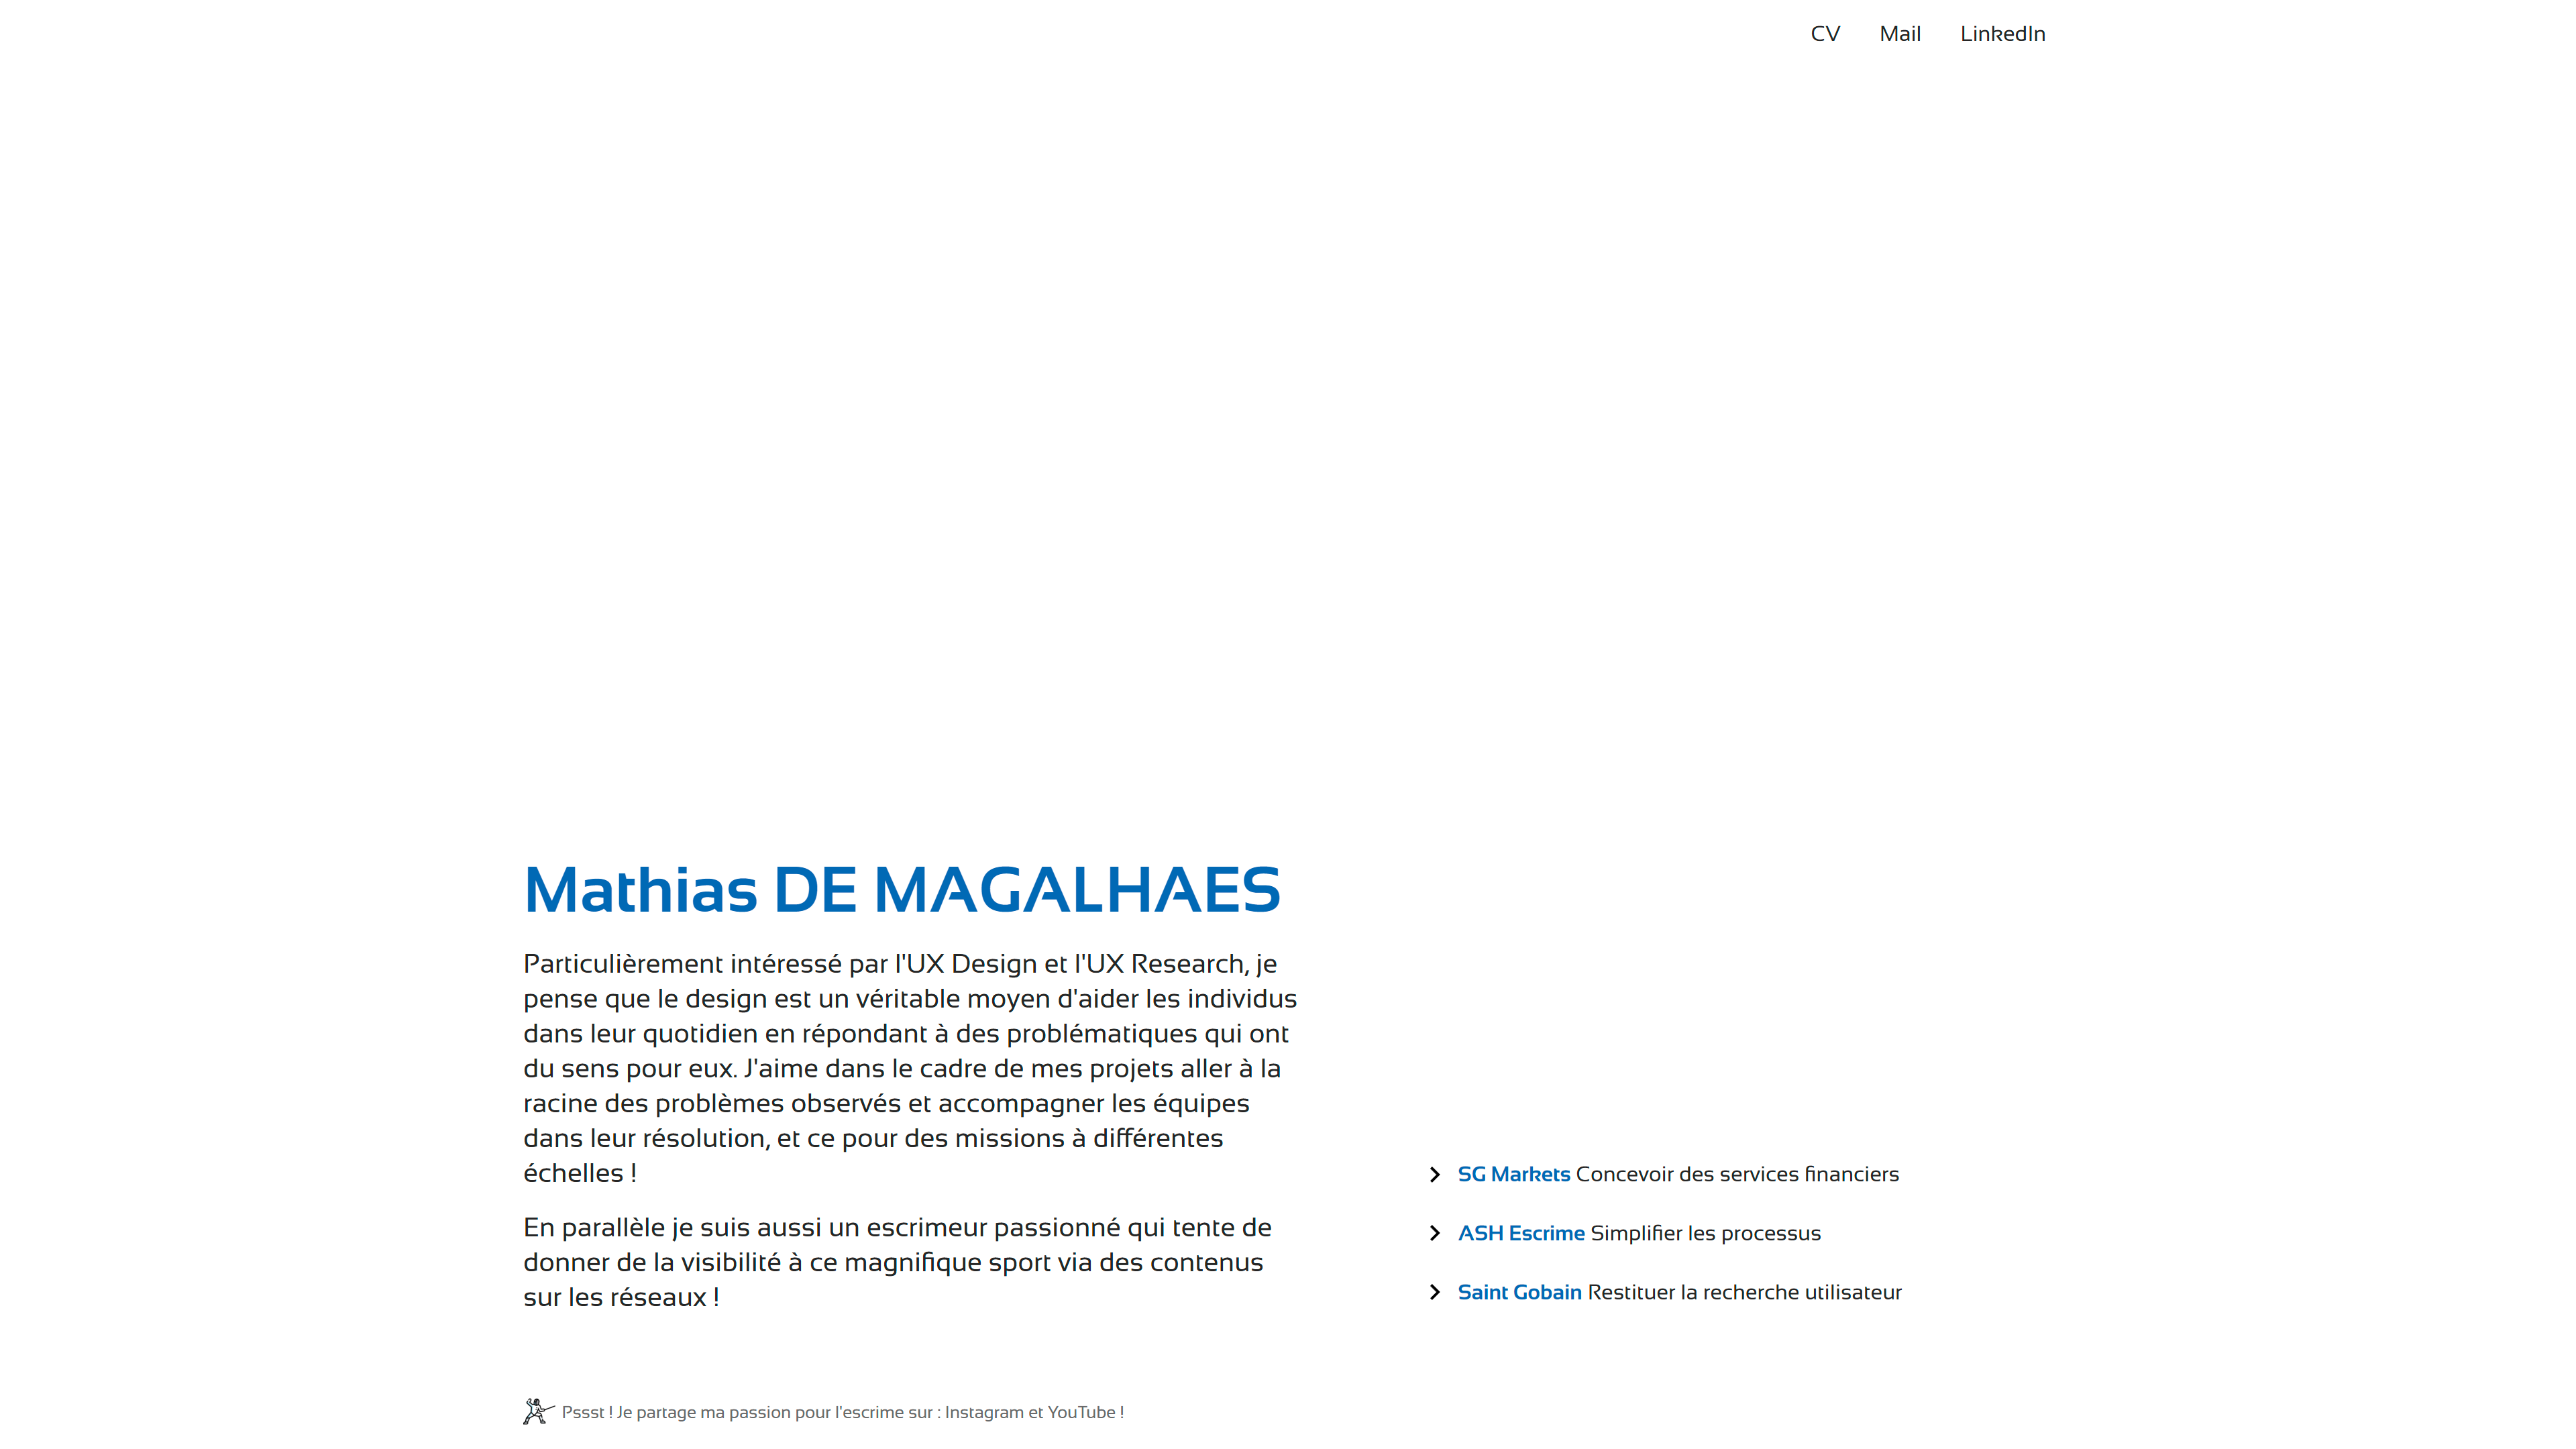 CV
Mail
LinkedIn
Mathias DE MAGALHAES
Particulièrement intéressé par l'UX Design et l'UX Research, je
pense que le design est un véritable moyen d'aider les individus
dans leur quotidien en répondant à des problématiques qui ont
du sens pour eux. J'aime dans le cadre de mes projets aller à la
racine des problèmes observés et accompagner les équipes
dans leur résolution, et ce pour des missions à différentes
échelles !
En parallèle je suis aussi un escrimeur passionné qui tente de
donner de la visibilité à ce magnifique sport via des contenus
sur les réseaux !
SG Markets Concevoir des services financiers
ASH Escrime Simplifier les processus
Saint Gobain Restituer la recherche utilisateur
Pssst ! Je partage ma passion pour l'escrime sur : Instagram et YouTube !